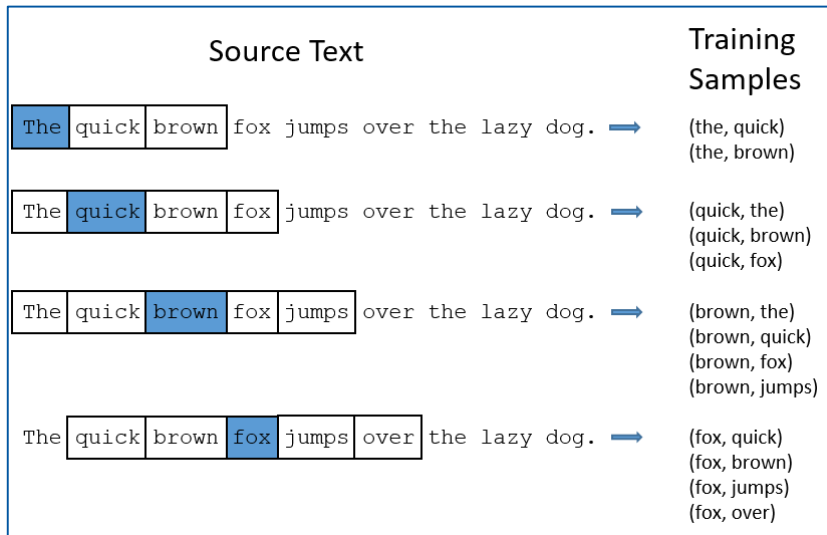 Source Text
Training
Samples
The quick brown fox jumps over the lazy dog.
(the, quick)
(the, brown)
The quick brown fox jumps over the lazy dog.
(quick, the)
(quick, brown)
(quick, fox)
The quick brown fox jumps over the lazy dog.
(brown, the)
(brown, quick)
(brown, fox)
(brown, jumps)
The quick brown fox jumps over the lazy dog.
(fox, quick)
(fox, brown)
(fox, jumps)
(fox, over)